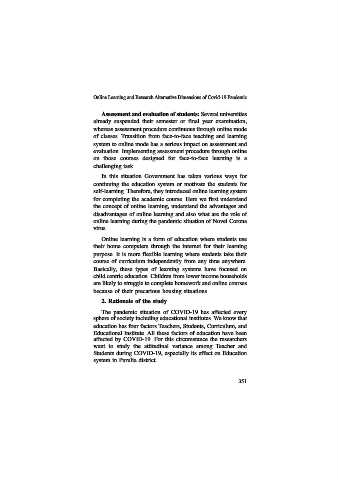 Online Learning and Research Alternative Dimensions of Covid-19 Pandemic
Assessment and evaluation of students: Several universities
already suspended their semester or final year examination,
whereas assessment procedure continues through online mode
of classes. Transition from face-to-face teaching and learning
system to online mode has a serious impact on assessment and
evaluation. Implementing assessment procedure through online
on those courses designed for face-to-face learning is a
challenging task.
In this situation Government has taken various ways for
continuing the education system or motivate the students for
self-learning. Therefore, they introduced online learning system
for completing the academic course. Here we first understand
the concept of online learning, understand the advantages and
disadvantages of online learning and also what are the role of
online learning during the pandemic situation of Novel Corona
virus.
Online learning is a form of education where students use
their home computers through the internet for their learning
purpose. It is more flexible learning where students take their
course of curriculum independently from any time anywhere.
Basically, these types of learning systems have focused on
child centric education. Children from lower income households
are likely to struggle to complete homework and online courses
because of their precarious housing situations.
2. Rationale of the study
The pandemic situation of COVID-19 has affected every
sphere of society including educational institutes. We know that
education has four factors Teachers, Students, Curriculum, and
Educational Institute. All these factors of education have been
affected by COVID-19. For this circumstance the researchers
want to study the attitudinal variance among Teacher and
Students during COVID-19, especially its effect on Education
system in Purulia district.
351